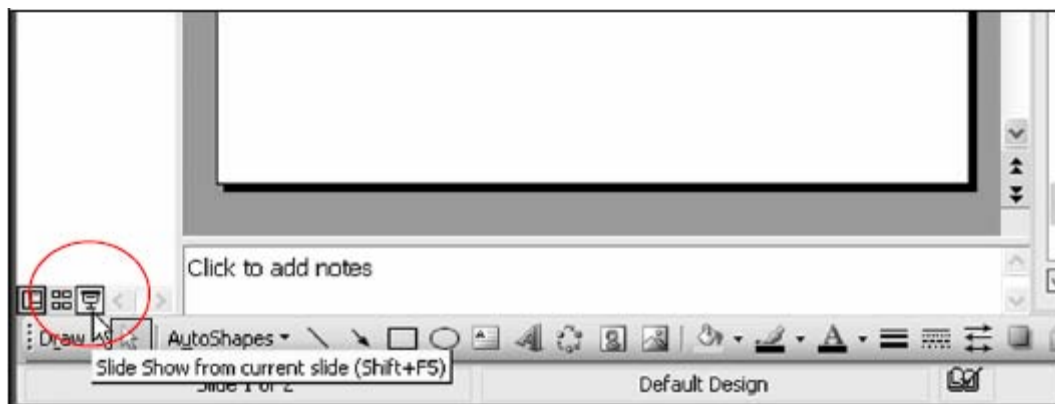 Click to add notes
Draw AutoShapes
Slide Show from current slide (Shift+F5)
Slide 1 of 2 Default Design